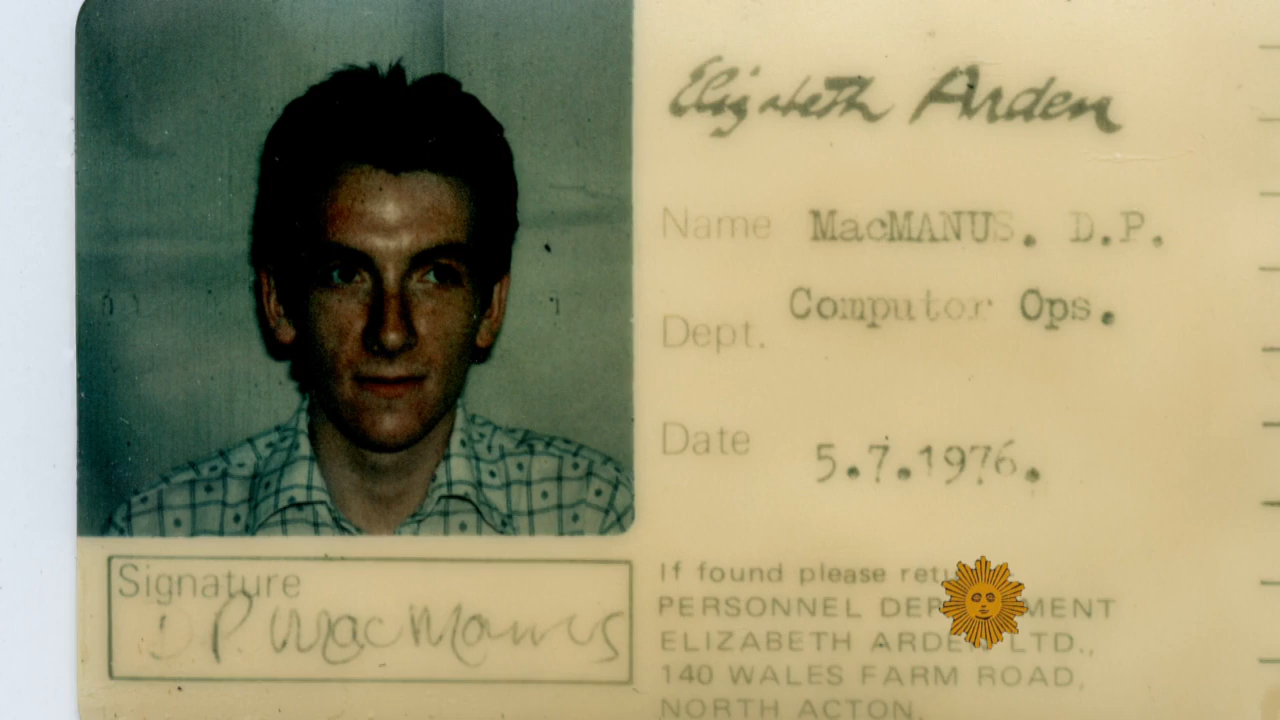 Elizabeth Arden
Name MacMANUS. D.P.
Dept. Computor Ops.
Date 5.7.1976.
Signature
D.P. MacManus
If found please
PERSONNEL
ELIZABETH ARDEN LTD.,
140 WALES FARM ROAD,
NORTH ACTON,